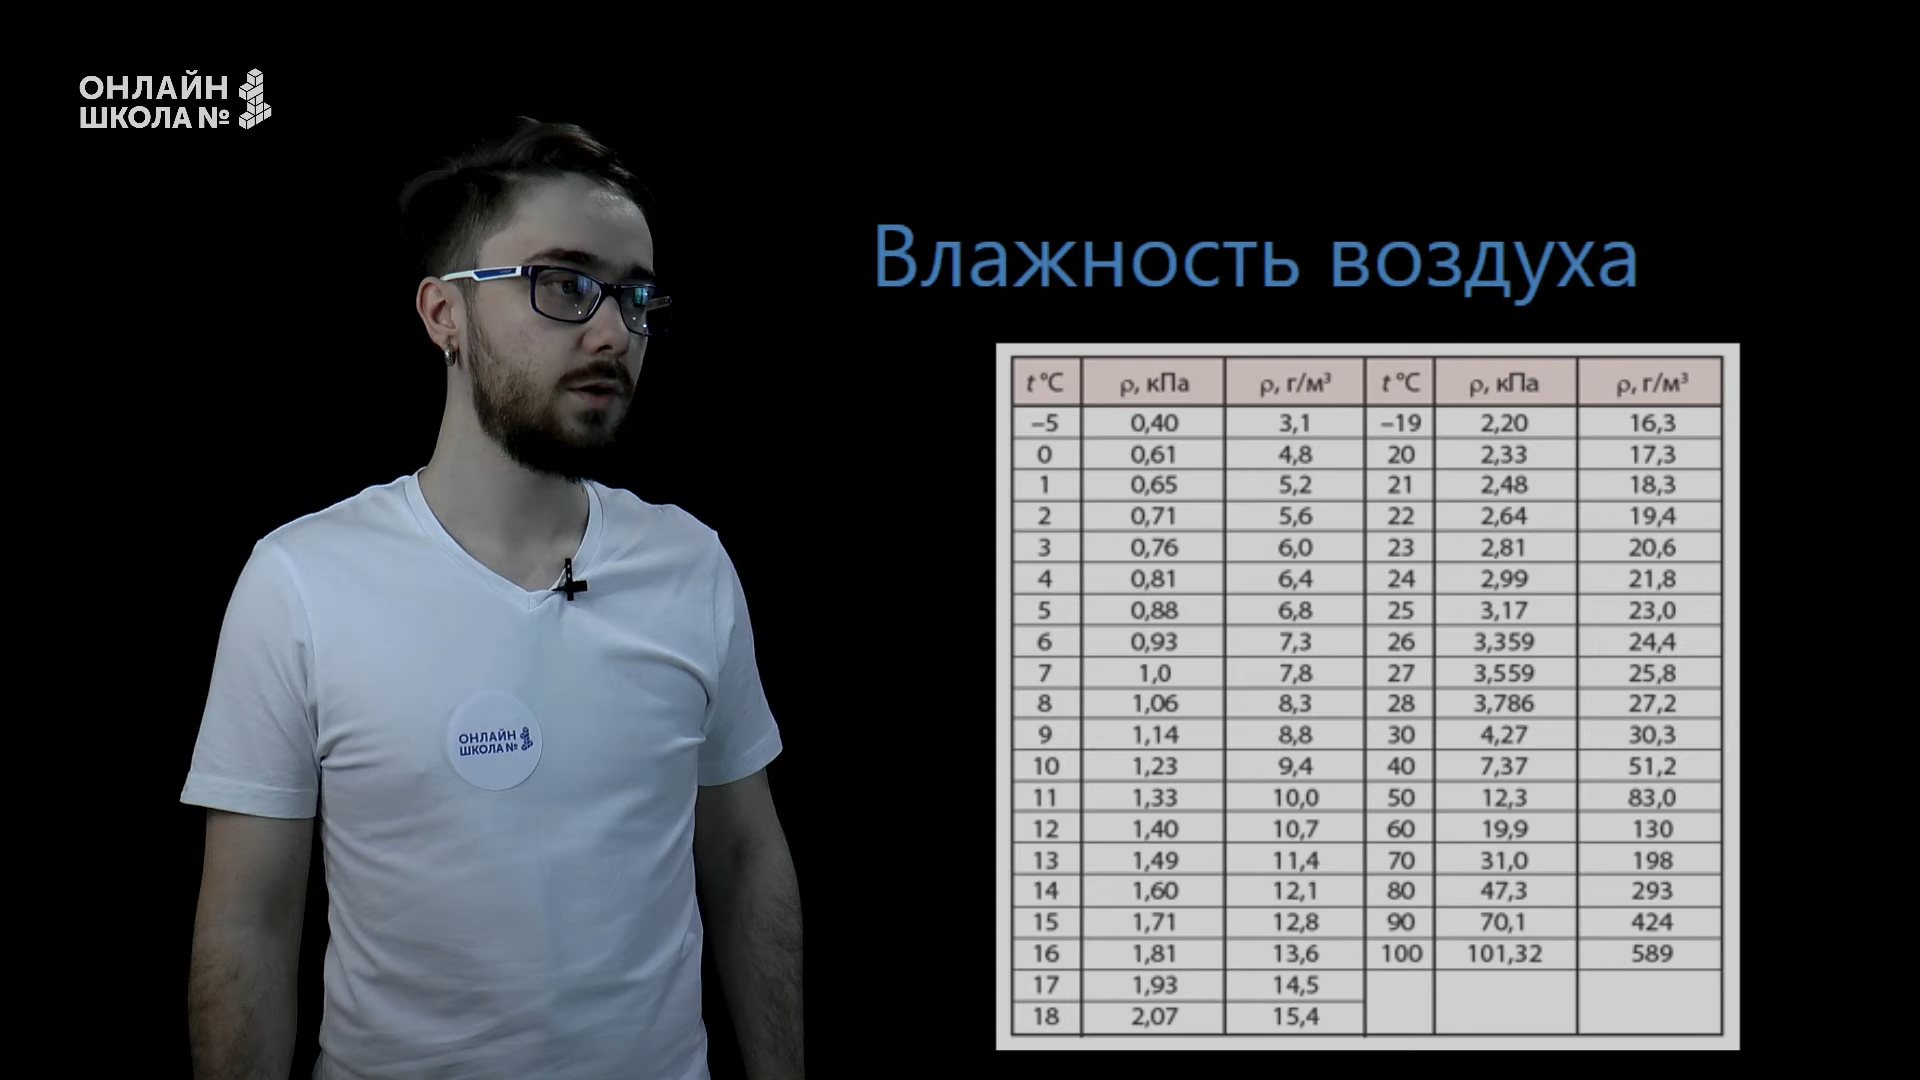 ОНЛАЙН
ШКОЛА №1
Влажность воздуха
t °C ρ, кПа ρ, г/м³ t °C ρ, кПа ρ, г/м³
–5 0,40 3,1 –19 2,20 16,3
0 0,61 4,8 20 2,33 17,3
1 0,65 5,2 21 2,48 18,3
2 0,71 5,6 22 2,64 19,4
3 0,76 6,0 23 2,81 20,6
4 0,81 6,4 24 2,99 21,8
5 0,88 6,8 25 3,17 23,0
6 0,93 7,3 26 3,359 24,4
7 1,0 7,8 27 3,559 25,8
8 1,06 8,3 28 3,786 27,2
9 1,14 8,8 30 4,27 30,3
10 1,23 9,4 40 7,37 51,2
11 1,33 10,0 50 12,3 83,0
12 1,40 10,7 60 19,9 130
13 1,49 11,4 70 31,0 198
14 1,60 12,1 80 47,3 293
15 1,71 12,8 90 70,1 424
16 1,81 13,6 100 101,32 589
17 1,93 14,5
18 2,07 15,4
ОНЛАЙН
ШКОЛА №1